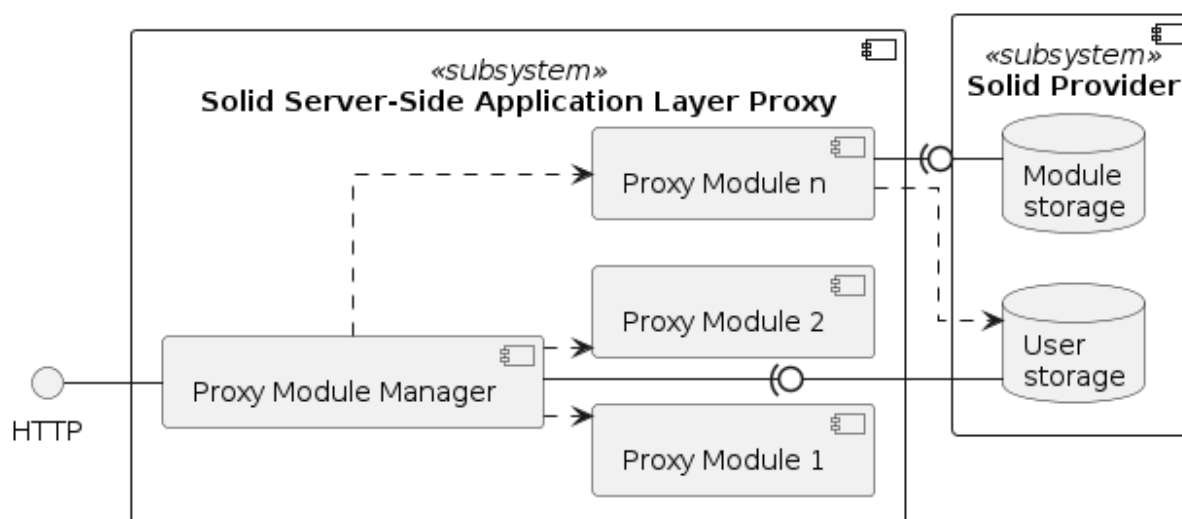 «subsystem»
Solid Server-Side Application Layer Proxy
«subsystem»
Solid Provider
Proxy Module n
Module
storage
Proxy Module 2
User
storage
Proxy Module Manager
HTTP
Proxy Module 1